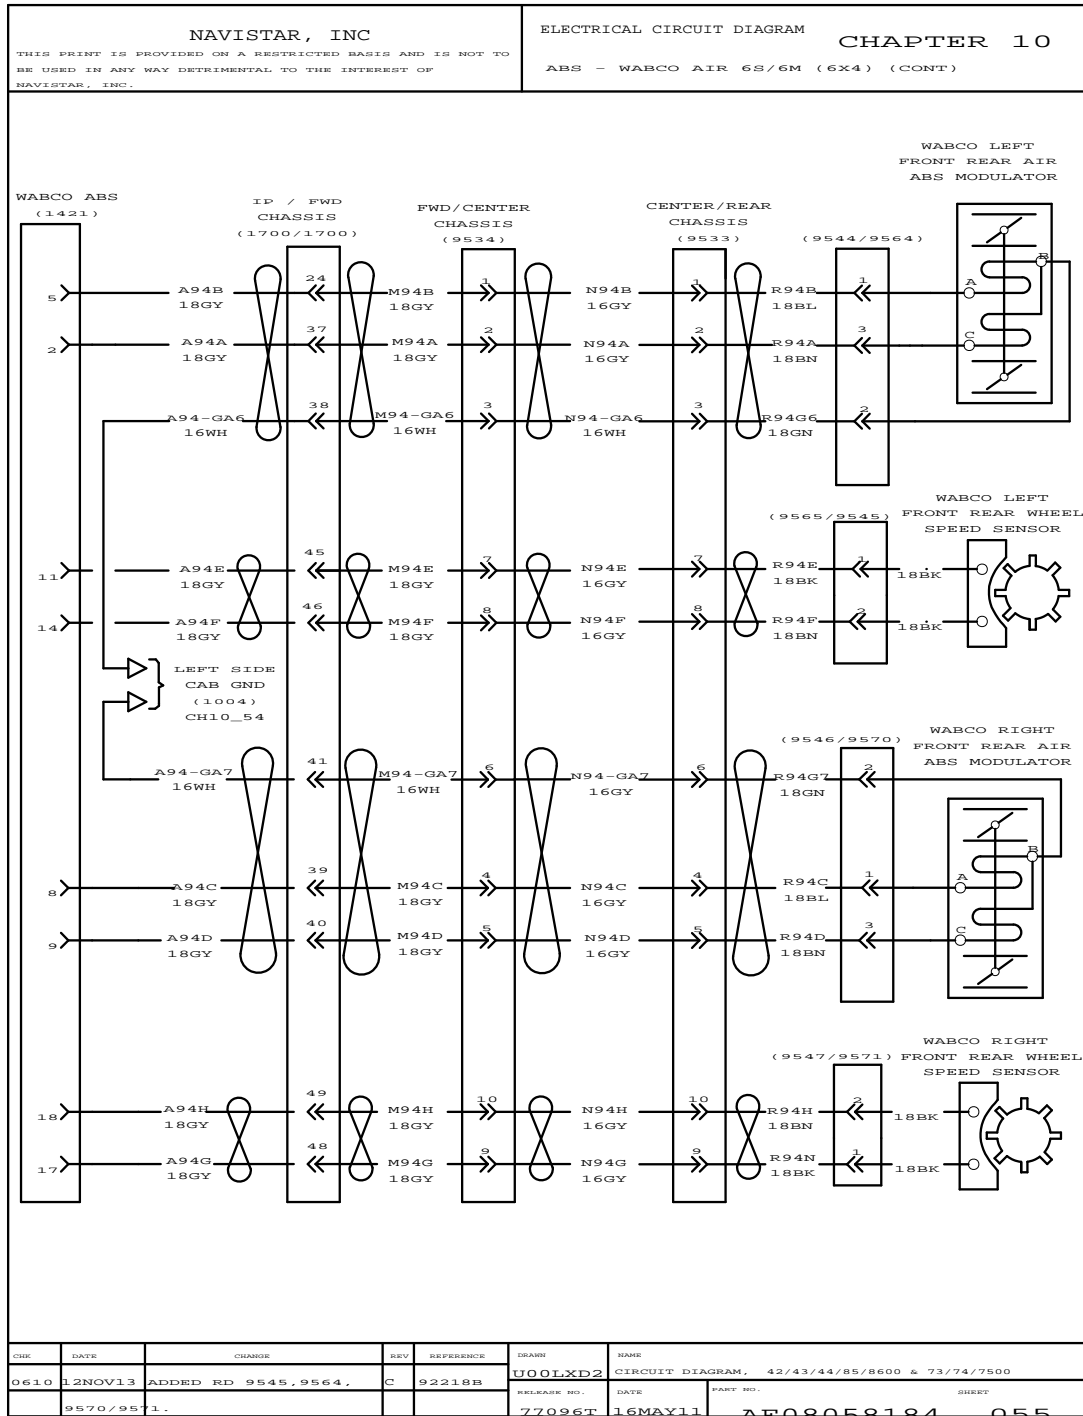 NAVISTAR, INC
THIS PRINT IS PROVIDED ON A RESTRICTED BASIS AND IS NOT TO
BE USED IN ANY WAY DETRIMENTAL TO THE INTEREST OF
NAVISTAR, INC.
ELECTRICAL CIRCUIT DIAGRAM
CHAPTER 10
ABS - WABCO AIR 6S/6M (6X4) (CONT)
WABCO LEFT
FRONT REAR AIR
ABS MODULATOR
WABCO ABS
(1421)
IP / FWD
CHASSIS
(1700/1700)
FWD/CENTER
CHASSIS
(9534)
CENTER/REAR
CHASSIS
(9533)
(9544/9564)
5 A94B 24 M94B 1 N94B 1 R94B 1 A B
18GY 18GY 16GY 18BL
2 A94A 37 M94A 2 N94A 2 R94A 3 C
18GY 18GY 16GY 18BN
A94-GA6 38 M94-GA6 3 N94-GA6 3 R94G6 2
16WH 16WH 16WH 18GN
WABCO LEFT
FRONT REAR WHEEL
SPEED SENSOR
(9565/9545)
11 A94E 45 M94E 7 N94E 7 R94E 1 18BK
18GY 18GY 16GY 18BK
14 A94F 46 M94F 8 N94F 8 R94F 2 18BK
18GY 18GY 16GY 18BN
LEFT SIDE
CAB GND
(1004)
CH10_54
WABCO RIGHT
FRONT REAR AIR
ABS MODULATOR
(9546/9570)
A94-GA7 41 M94-GA7 6 N94-GA7 6 R94G7 2
16WH 16WH 16GY 18GN
B
8 A94C 39 M94C 4 N94C 4 R94C 1 A
18GY 18GY 16GY 18BL
9 A94D 40 M94D 5 N94D 5 R94D 3 C
18GY 18GY 16GY 18BN
WABCO RIGHT
FRONT REAR WHEEL
SPEED SENSOR
(9547/9571)
18 A94H 49 M94H 10 N94H 10 R94H 2 18BK
18GY 18GY 16GY 18BN
17 A94G 48 M94G 9 N94G 9 R94N 1 18BK
18GY 18GY 16GY 18BK
CHK DATE CHANGE REV REFERENCE DRAWN NAME
0610 12NOV13 ADDED RD 9545,9564, C 92218B U00LXD2 CIRCUIT DIAGRAM, 42/43/44/85/8600 & 73/74/7500
RELEASE NO. DATE PART NO. SHEET
9570/9571. 77096T 16MAY11 AF08058184 055